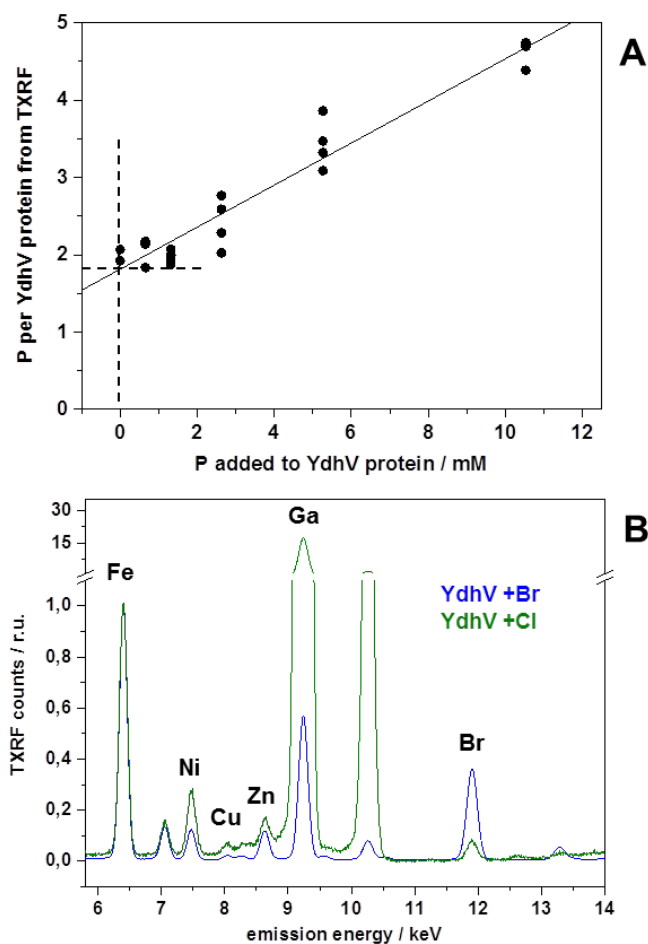 A
5
4
3
2
1
0
P per YdhV protein from TXRF
0 2 4 6 8 10 12
P added to YdhV protein / mM
B
30
15
1,0
0,8
0,6
0,4
0,2
0,0
TXRF counts / r.u.
Ga
Fe
YdhV +Br
YdhV +Cl
Ni
Cu
Zn
Br
6 7 8 9 10 11 12 13 14
emission energy / keV